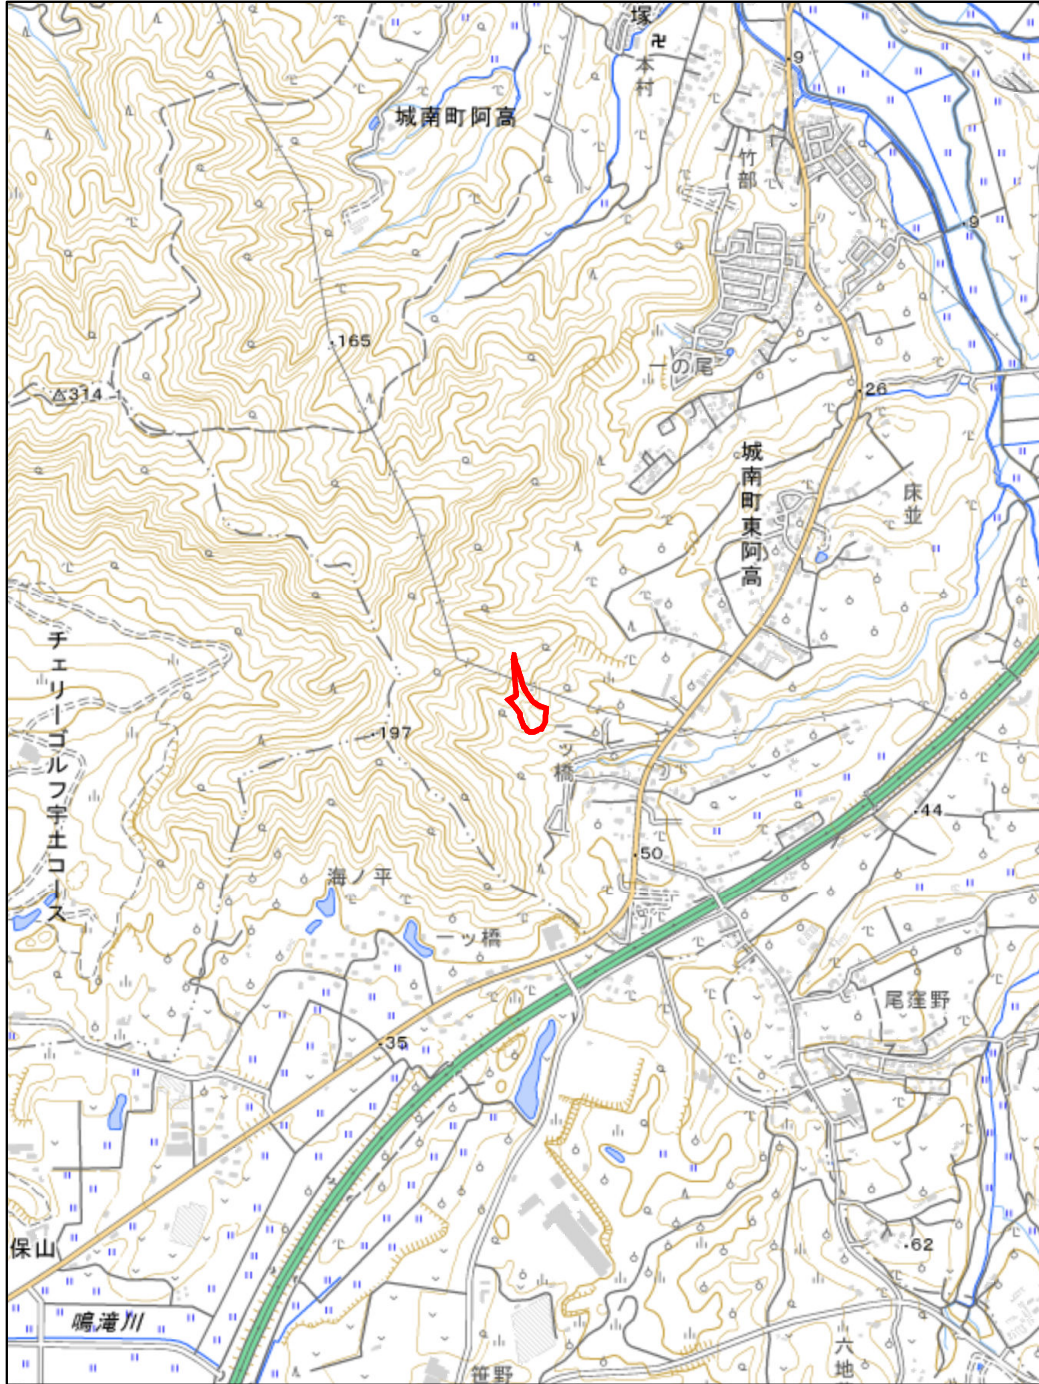 塚
本村
9
城南町阿高
竹部
9
165
一の尾
314
26
城南町東阿高
床並
チェリーゴルフ宇土コース
197
一ツ橋
44
50
海ノ平
一ツ橋
尾窪野
35
保山
62
鳴滝川
笹野
六地